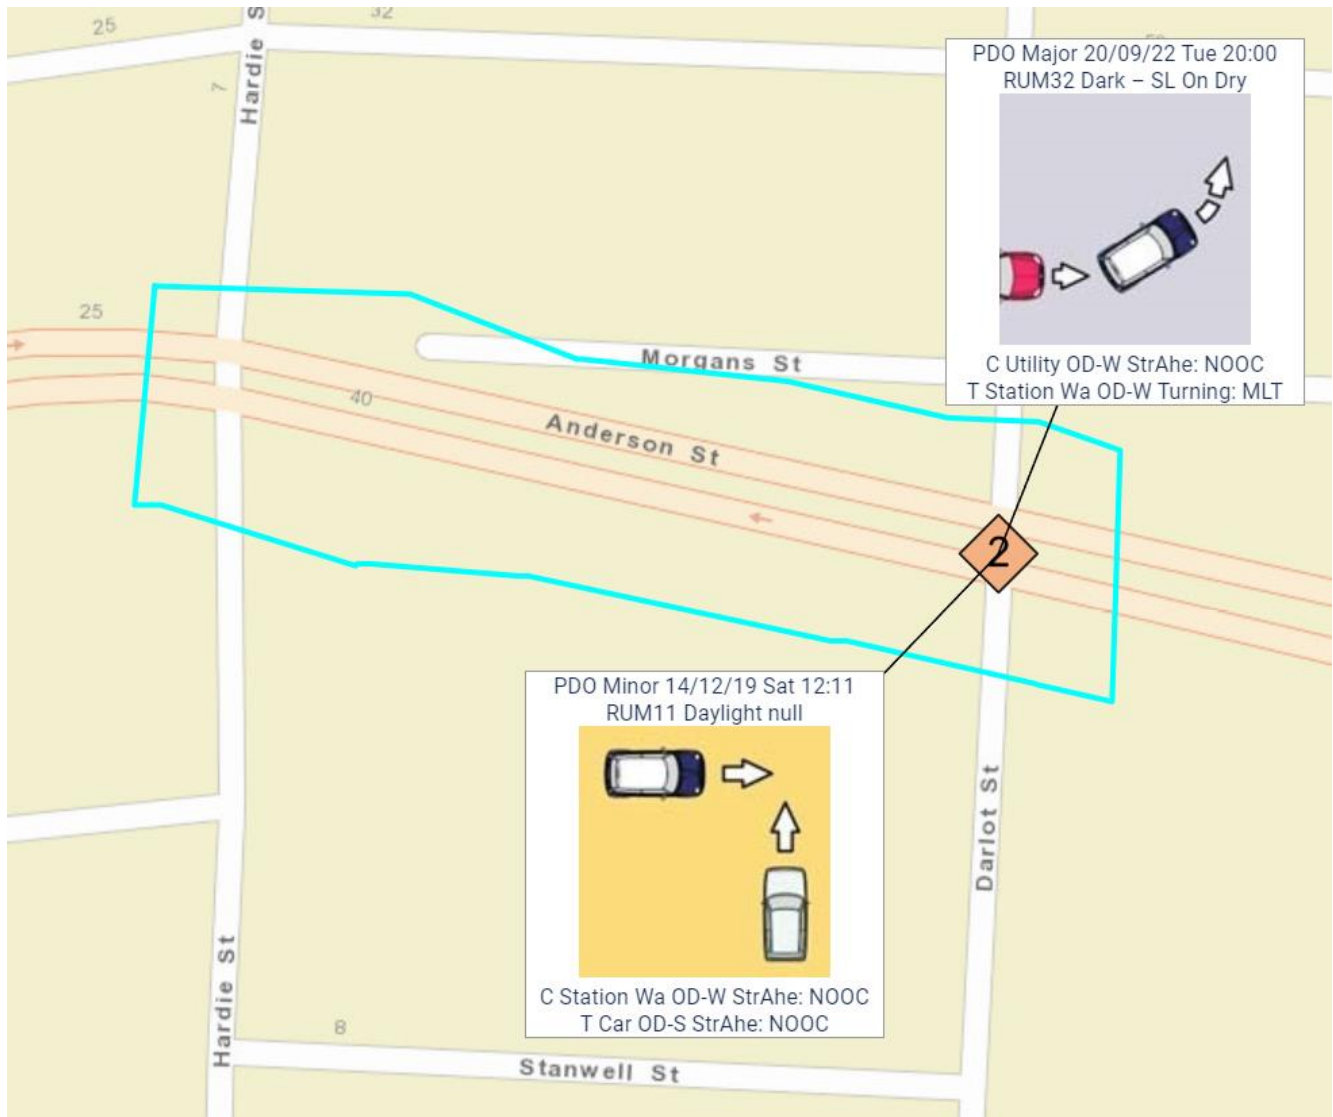 25
32
Hardie S
7
PDO Major 20/09/22 Tue 20:00
RUM32 Dark – SL On Dry
C Utility OD-W StrAhe: NOOC
T Station Wa OD-W Turning: MLT
25
Morgans St
40
Anderson St
2
PDO Minor 14/12/19 Sat 12:11
RUM11 Daylight null
C Station Wa OD-W StrAhe: NOOC
T Car OD-S StrAhe: NOOC
Darlot St
Hardie St
8
Stanwell St